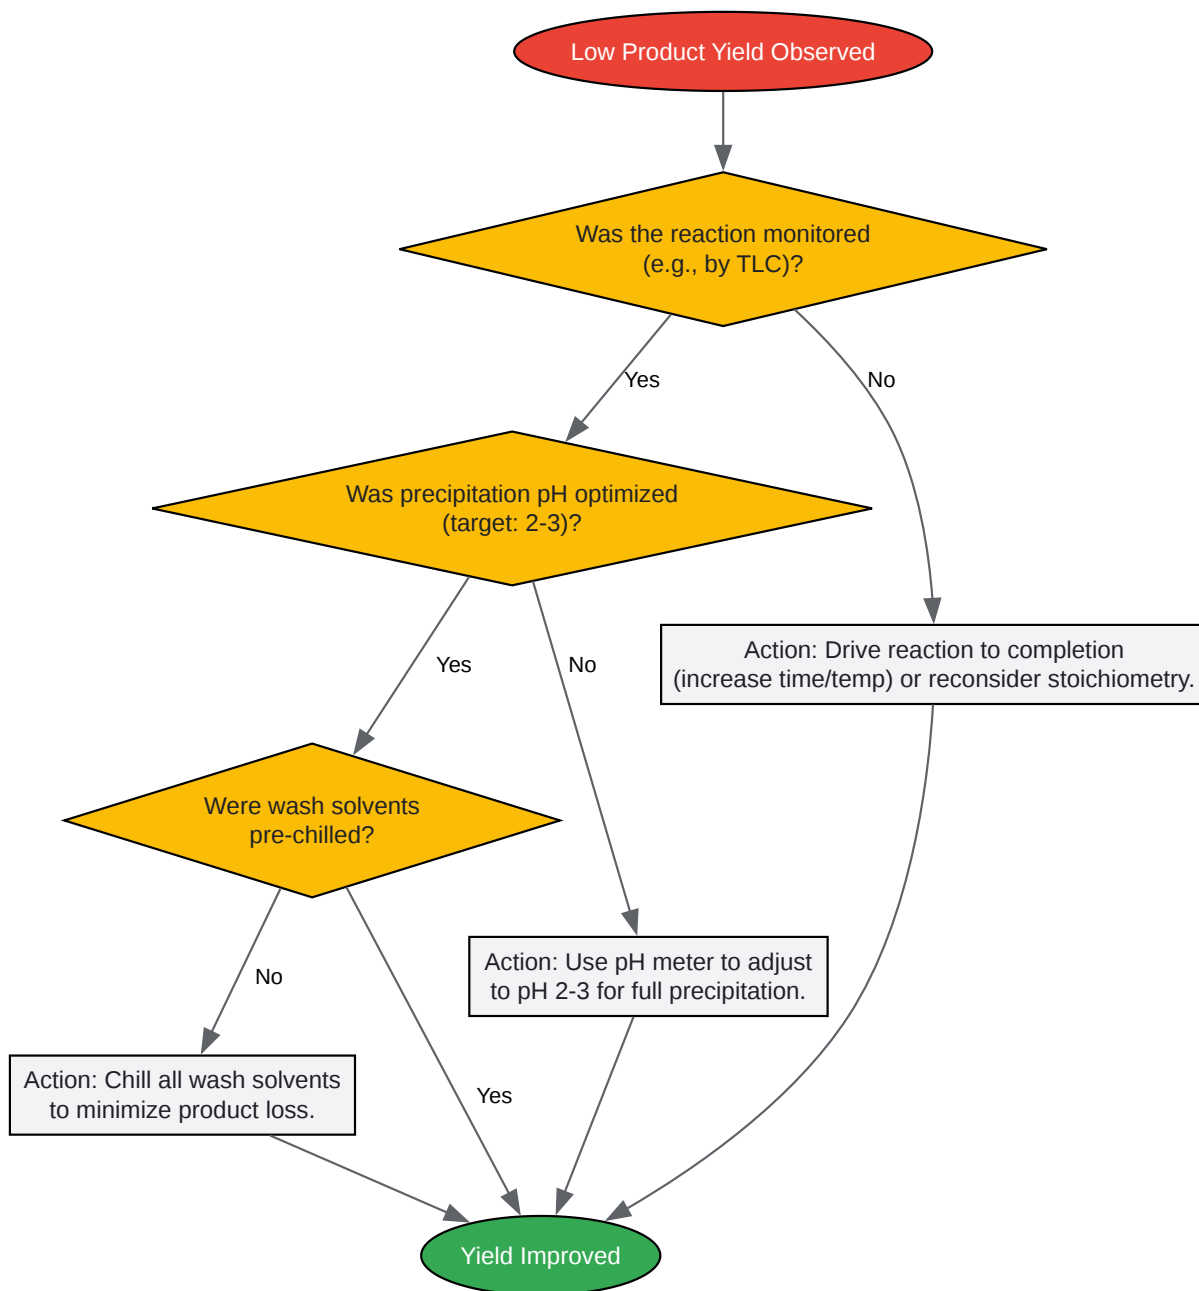 Low Product Yield Observed
Was the reaction monitored
(e.g., by TLC)?
Yes
No
Was precipitation pH optimized
(target: 2-3)?
Yes
No
Action: Drive reaction to completion
(increase time/temp) or reconsider stoichiometry.
Were wash solvents
pre-chilled?
No
Yes
Action: Use pH meter to adjust
to pH 2-3 for full precipitation.
Action: Chill all wash solvents
to minimize product loss.
Yield Improved